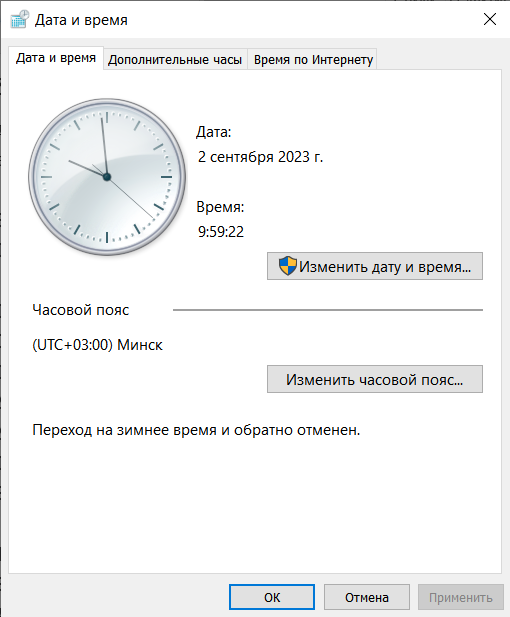 Дата и время
Дата и время Дополнительные часы Время по Интернету
Дата:
2 сентября 2023 г.
Время:
9:59:22
Изменить дату и время...
Часовой пояс
(UTC+03:00) Минск
Изменить часовой пояс...
Переход на зимнее время и обратно отменен.
ОК Отмена Применить